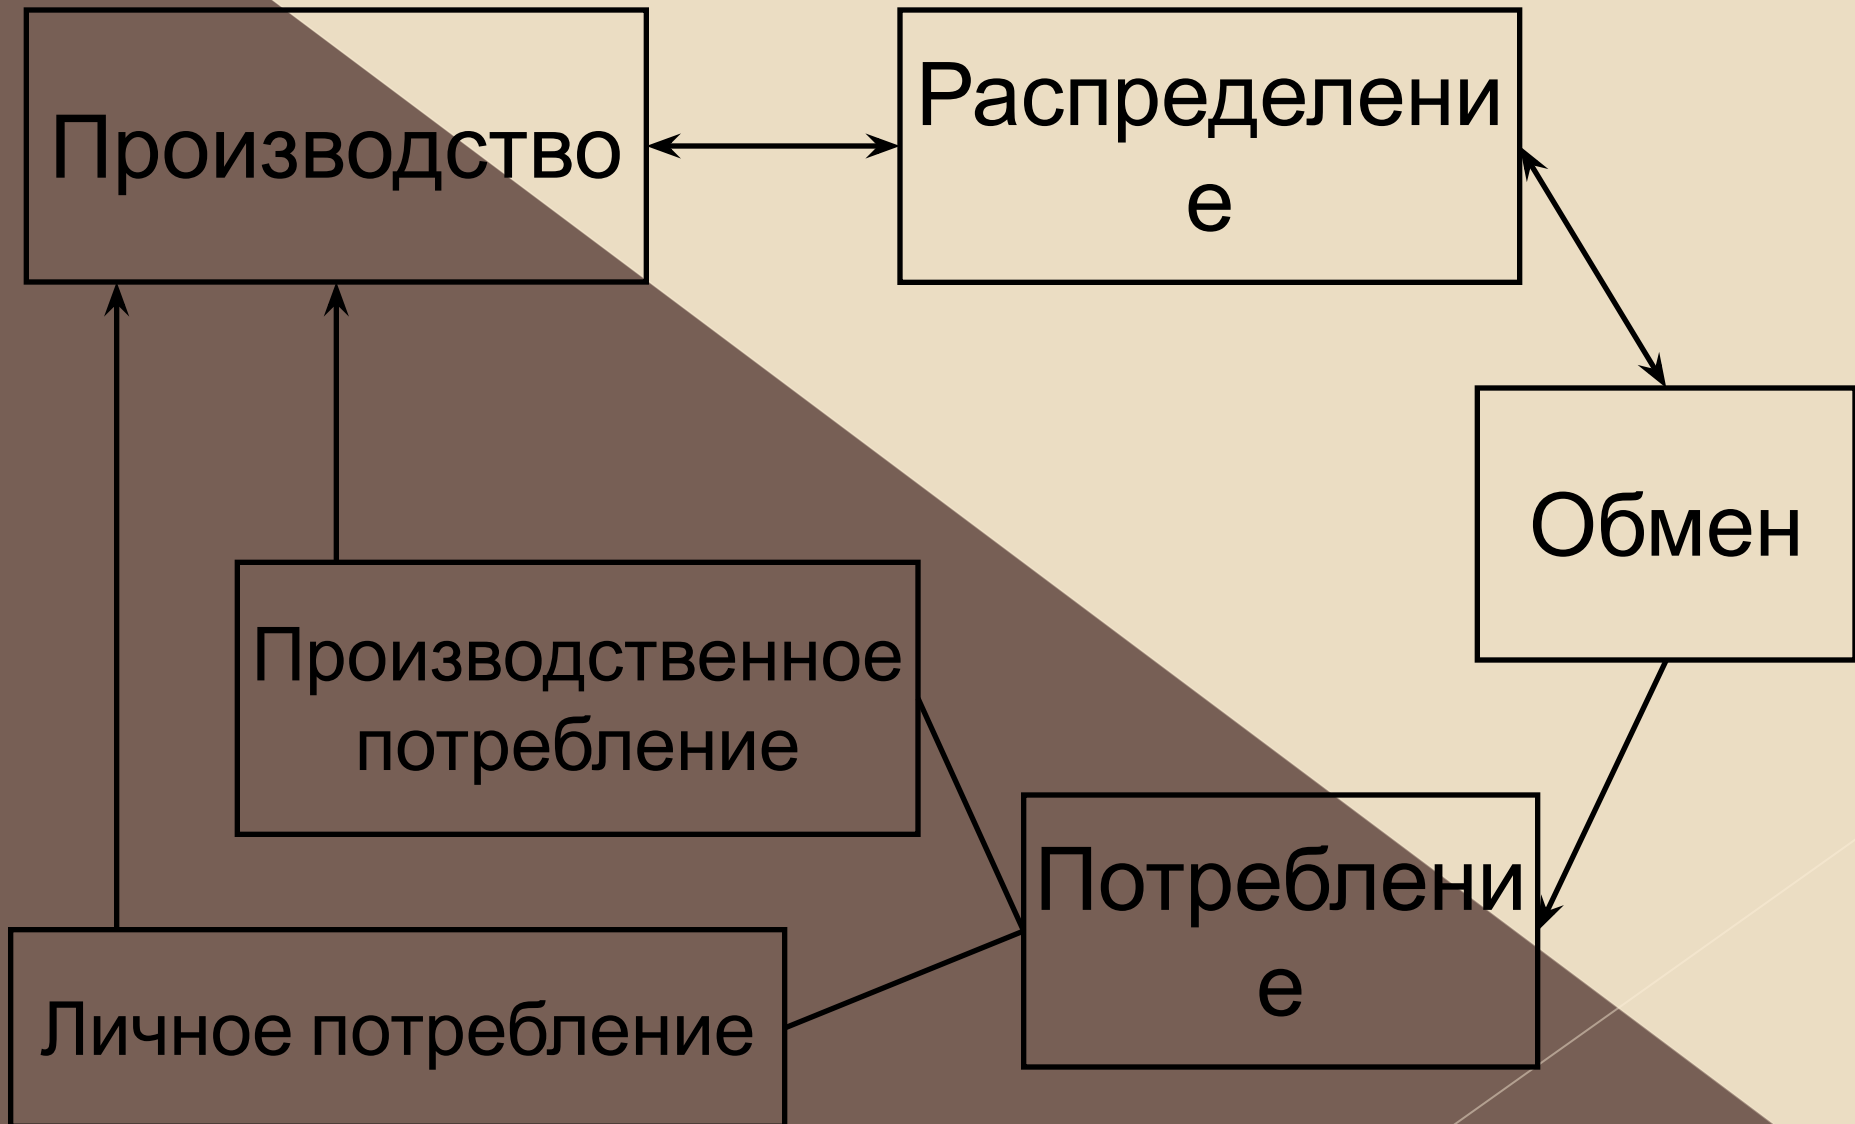 Производство
Распределени
е
Обмен
Производственное
потребление
Потреблени
е
Личное потребление